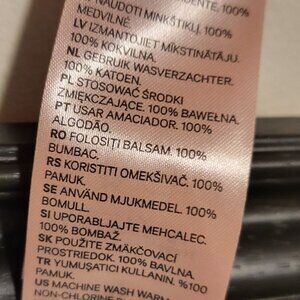 NAUDOTI MINKŠTIKLĮ. 100%
MEDVILNĖ.
LV IZMANTOJIET MĪKSTINĀTĀJU.
100% KOKVILNA.
NL GEBRUIK WASVERZACHTER.
100% KATOEN.
PL STOSOWAĆ ŚRODKI
ZMIĘKCZAJĄCE. 100% BAWEŁNA.
PT USAR AMACIADOR. 100%
ALGODÃO.
RO FOLOSIȚI BALSAM. 100%
BUMBAC.
RS KORISTITI OMEKŠIVAČ. 100%
PAMUK.
SE ANVÄND MJUKMEDEL. 100%
BOMULL.
SI UPORABLJAJTE MEHČALEC.
100% BOMBAŽ.
SK POUŽITE ZMÄKČOVACÍ
PROSTRIEDOK. 100% BAVLNA.
TR YUMUŞATICI KULLANIN. %100
PAMUK.
US MACHINE WASH WARM
NON-CHLORINE